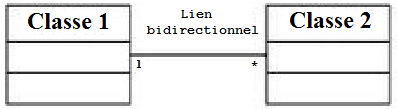 Classe 1
Lien
bidirectionnel
Classe 2
1
*